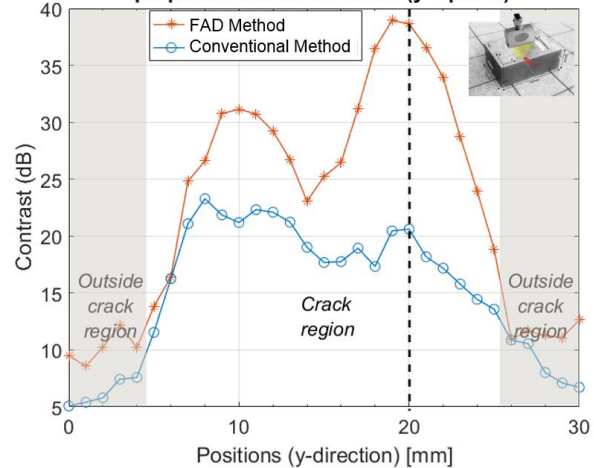 40
35
30
25
20
15
10
5
Contrast (dB)
FAD Method
Conventional Method
Outside
crack
region
Crack
region
Outside
crack
region
0
10
20
30
Positions (y-direction) [mm]